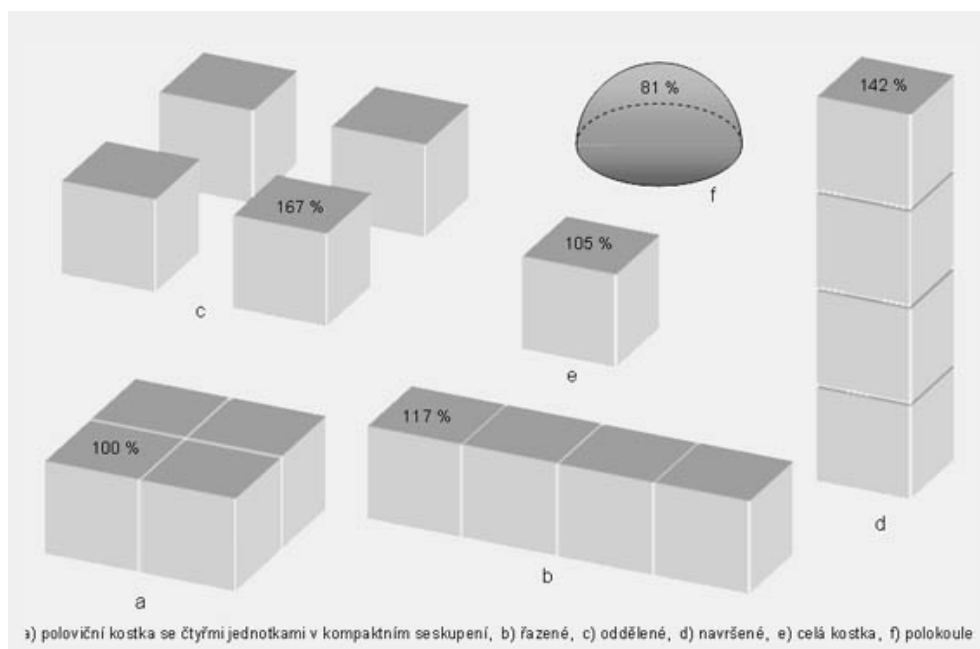 81 %
f
142 %
167 %
c
105 %
e
117 %
100 %
d
b
a
a) poloviční kostka se čtyřmi jednotkami v kompaktním seskupení, b) řazené, c) oddělené, d) navršené, e) celá kostka, f) polokoule